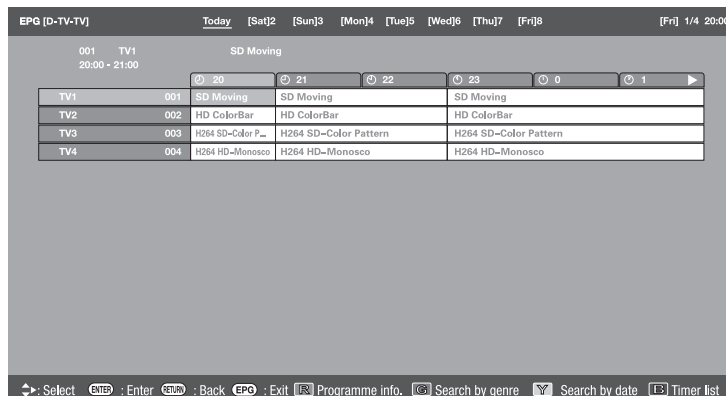 EPG [D-TV-TV] Today [Sat]2 [Sun]3 [Mon]4 [Tue]5 [Wed]6 [Thu]7 [Fri]8 [Fri] 1/4 20:00
001 TV1 SD Moving
20:00 - 21:00
20 21 22 23 0 1
TV1 001 SD Moving SD Moving SD Moving
TV2 002 HD ColorBar HD ColorBar HD ColorBar
TV3 003 H264 SD-Color P... H264 SD-Color Pattern H264 SD-Color Pattern
TV4 004 H264 HD-Monosco H264 HD-Monosco H264 HD-Monosco
: Select ENTER : Enter RETURN : Back EPG : Exit R Programme info. G Search by genre Y Search by date B Timer list